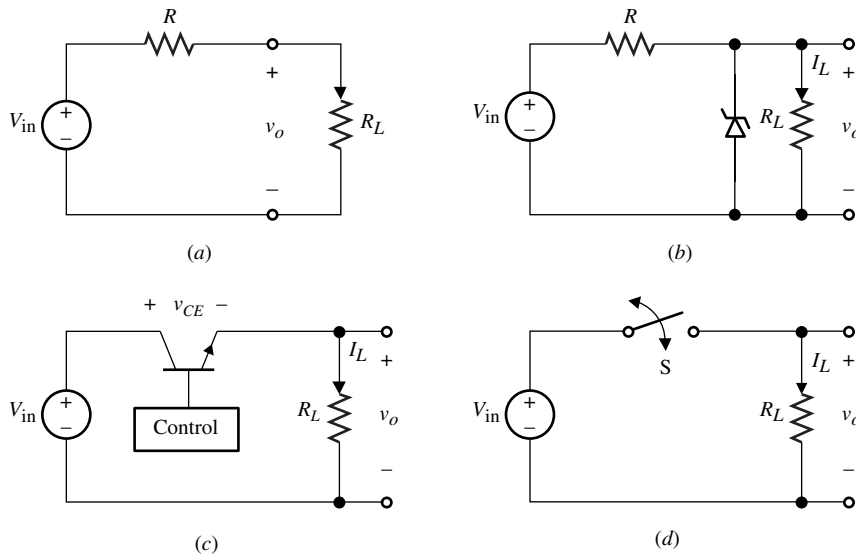 R
+
V_in
+
−
v_o
R_L
−
(a)
R
I_L
+
V_in
+
−
R_L
v_o
−
(b)
+ v_CE −
I_L
+
V_in
+
−
Control
R_L
v_o
−
(c)
S
I_L
+
V_in
+
−
R_L
v_o
−
(d)